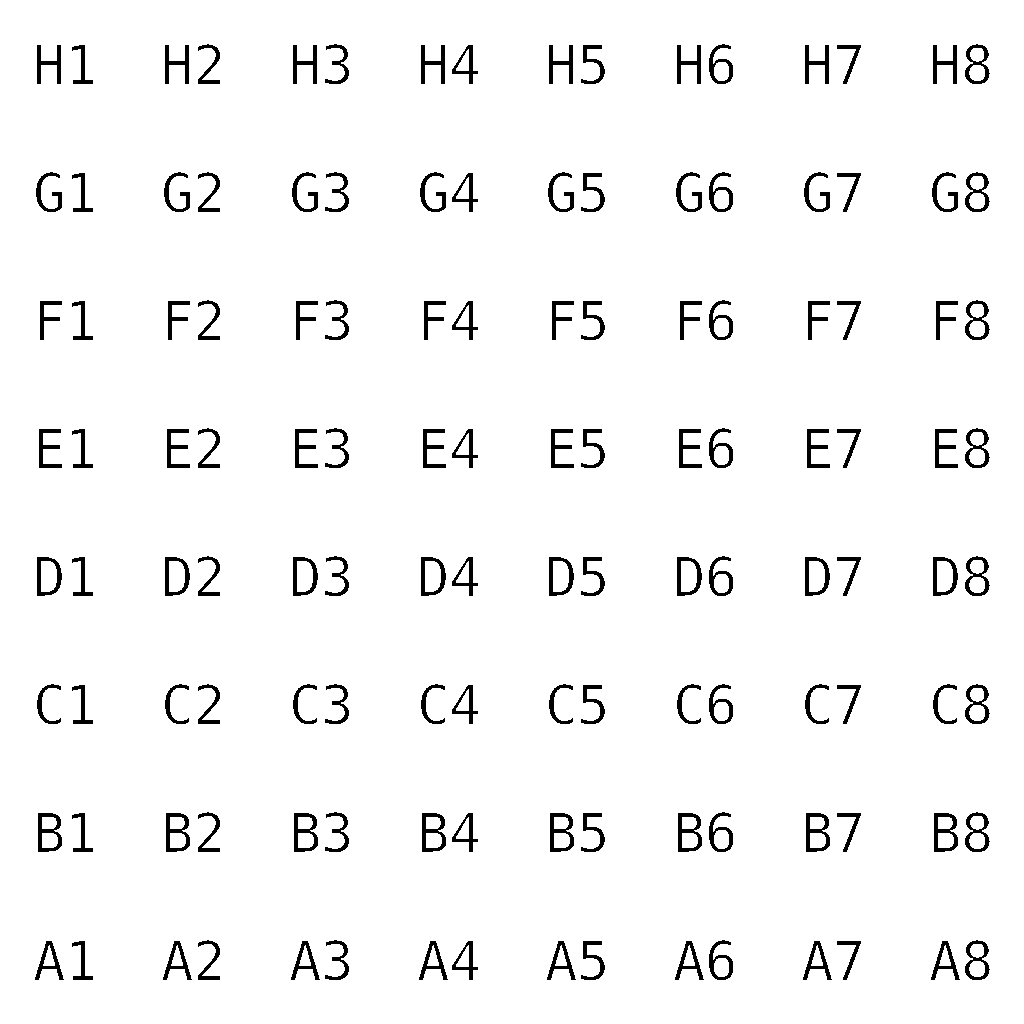 H1 H2 H3 H4 H5 H6 H7 H8
G1 G2 G3 G4 G5 G6 G7 G8
F1 F2 F3 F4 F5 F6 F7 F8
E1 E2 E3 E4 E5 E6 E7 E8
D1 D2 D3 D4 D5 D6 D7 D8
C1 C2 C3 C4 C5 C6 C7 C8
B1 B2 B3 B4 B5 B6 B7 B8
A1 A2 A3 A4 A5 A6 A7 A8